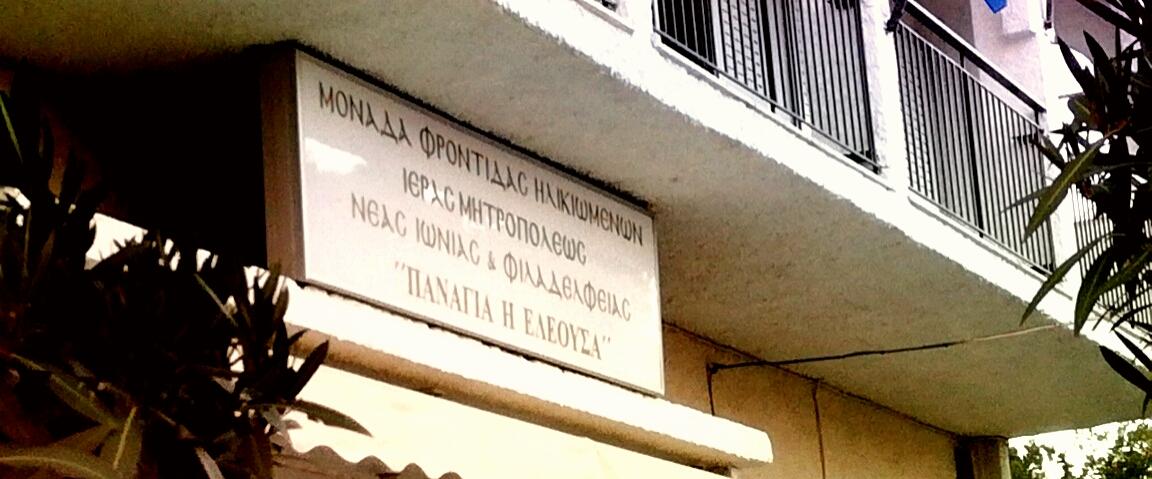 ΜΟΝΑΔΑ ΦΡΟΝΤΙΔΑΣ ΗΛΙΚΙΩΜΕΝΩΝ
ΙΕΡΑΣ ΜΗΤΡΟΠΟΛΕΩΣ
ΝΕΑΣ ΙΩΝΙΑΣ & ΦΙΛΑΔΕΛΦΕΙΑΣ
"ΠΑΝΑΓΙΑ Η ΕΛΕΟΥΣΑ"